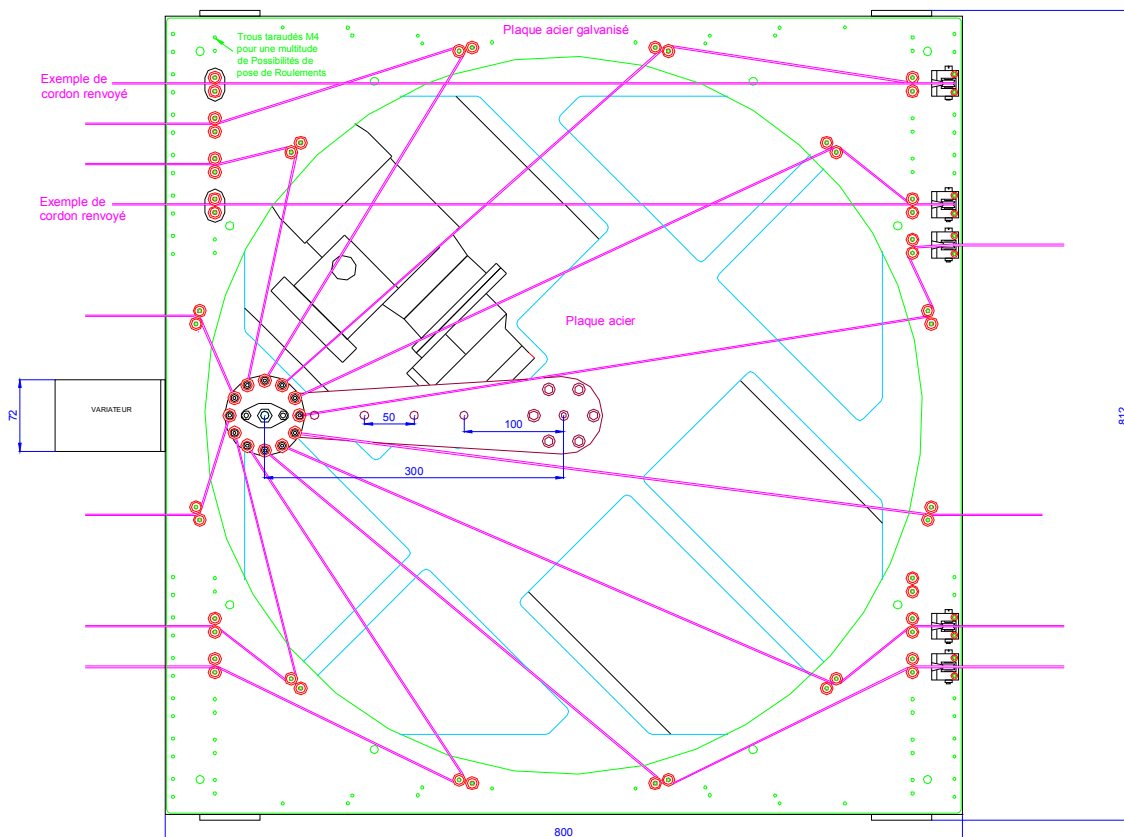 Plaque acier galvanisé
Trous taraudés M4
pour une multitude
de Possibilités de
pose de Roulements
Exemple de
cordon renvoyé
Exemple de
cordon renvoyé
Plaque acier
VARIATEUR
72
50
100
300
812
800